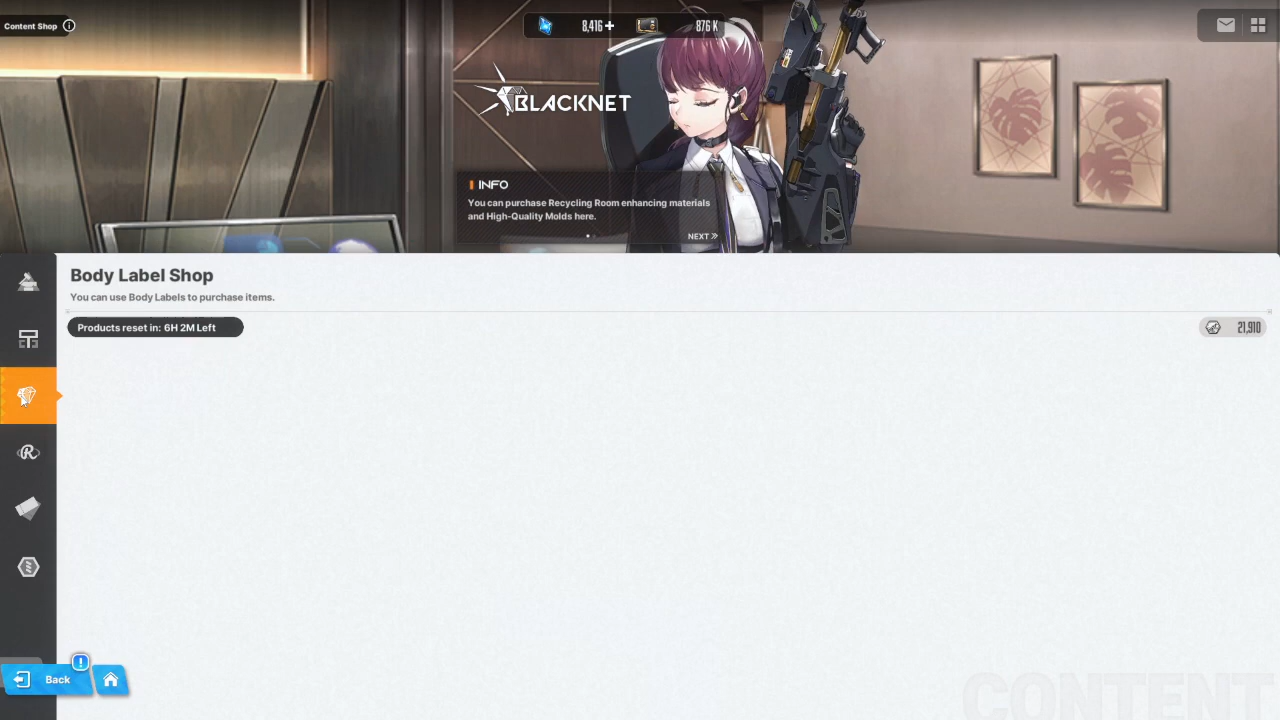 Content Shop
8,416
876 K
BLACKNET
INFO
You can purchase Recycling Room enhancing materials
and High-Quality Molds here.
NEXT
Body Label Shop
You can use Body Labels to purchase items.
Products reset in: 6H 2M Left
21,910
R
Back
CONTENT